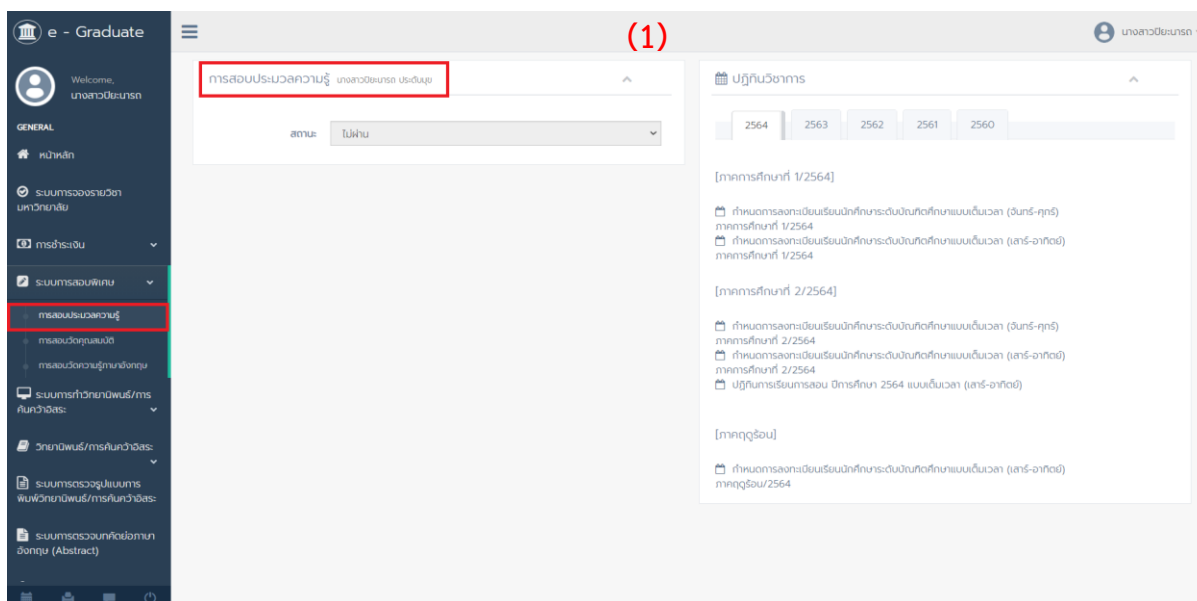 e - Graduate
(1)
นางสาวปิยะนารถ
Welcome,
นางสาวปิยะนารถ
GENERAL
หน้าหลัก
ระบบการจองรายวิชา
มหาวิทยาลัย
การชำระเงิน
ระบบการสอบพิเศษ
การสอบประมวลความรู้
การสอบวัดคุณสมบัติ
การสอบวัดความรู้ภาษาอังกฤษ
ระบบการทำวิทยานิพนธ์/การ
ค้นคว้าอิสระ
วิทยานิพนธ์/การค้นคว้าอิสระ
ระบบการตรวจรูปแบบการ
พิมพ์วิทยานิพนธ์/การค้นคว้าอิสระ
ระบบการตรวจบทคัดย่อภาษา
อังกฤษ (Abstract)
การสอบประมวลความรู้ นางสาวปิยะนารถ ประดับมุข
สถานะ ไม่ผ่าน
ปฏิทินวิชาการ
2564 2563 2562 2561 2560
[ภาคการศึกษาที่ 1/2564]
กำหนดการลงทะเบียนเรียนนักศึกษาระดับบัณฑิตศึกษาแบบเต็มเวลา (จันทร์-ศุกร์)
ภาคการศึกษาที่ 1/2564
กำหนดการลงทะเบียนเรียนนักศึกษาระดับบัณฑิตศึกษาแบบเต็มเวลา (เสาร์-อาทิตย์)
ภาคการศึกษาที่ 1/2564
[ภาคการศึกษาที่ 2/2564]
กำหนดการลงทะเบียนเรียนนักศึกษาระดับบัณฑิตศึกษาแบบเต็มเวลา (จันทร์-ศุกร์)
ภาคการศึกษาที่ 2/2564
กำหนดการลงทะเบียนเรียนนักศึกษาระดับบัณฑิตศึกษาแบบเต็มเวลา (เสาร์-อาทิตย์)
ภาคการศึกษาที่ 2/2564
ปฏิทินการเรียนการสอน ปีการศึกษา 2564 แบบเต็มเวลา (เสาร์-อาทิตย์)
[ภาคฤดูร้อน]
กำหนดการลงทะเบียนเรียนนักศึกษาระดับบัณฑิตศึกษาแบบเต็มเวลา (เสาร์-อาทิตย์)
ภาคฤดูร้อน/2564